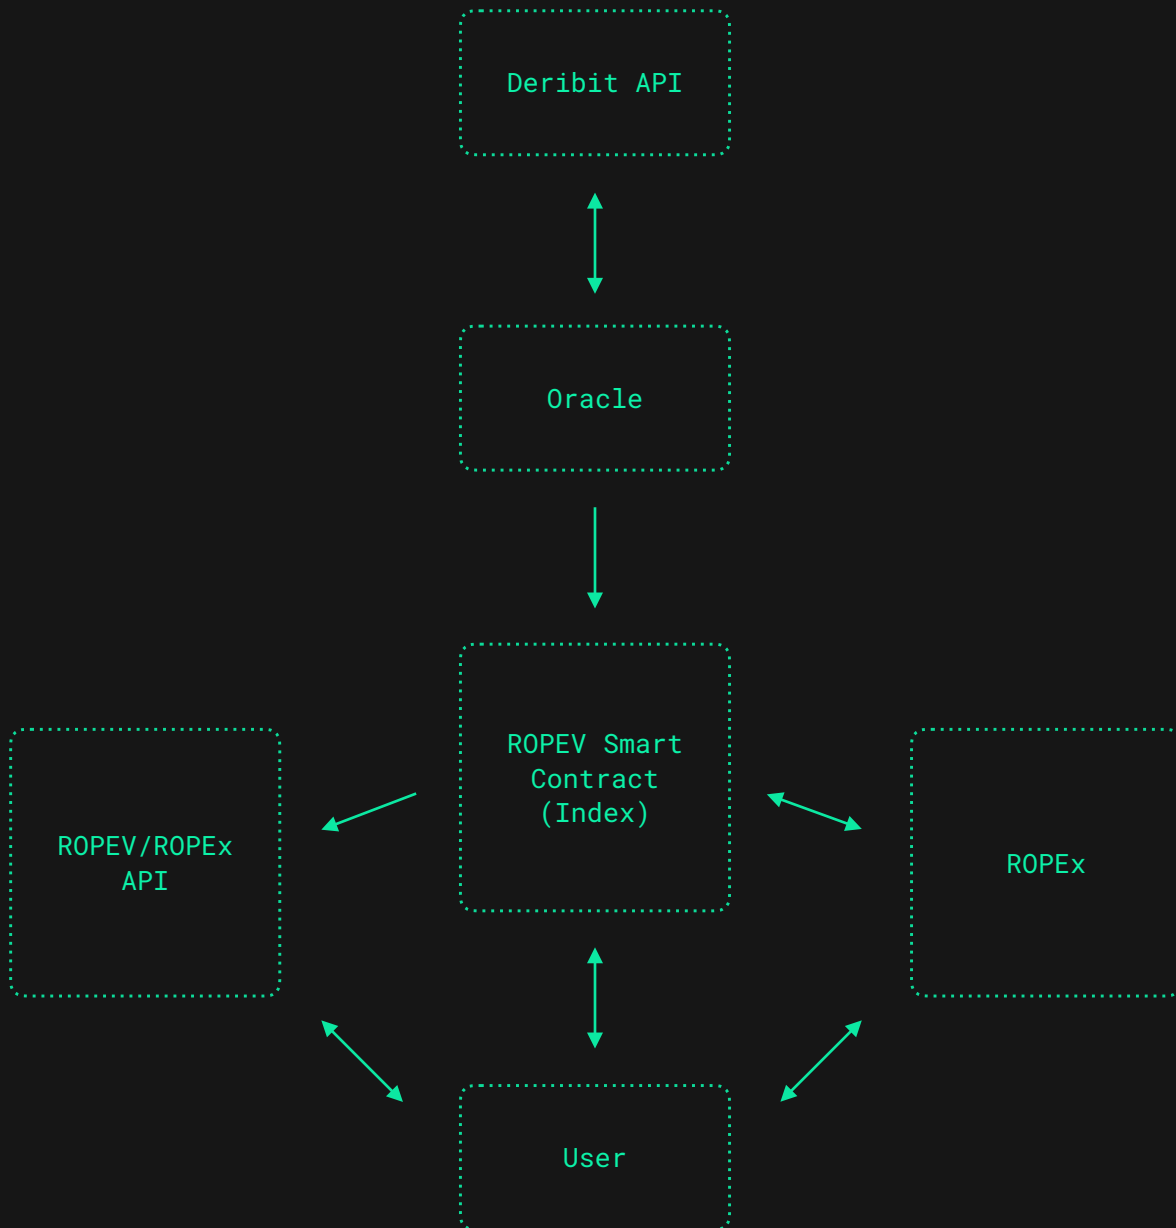 Deribit API
Oracle
ROPEV Smart
Contract
(Index)
ROPEV/ROPEx
API
ROPEx
User